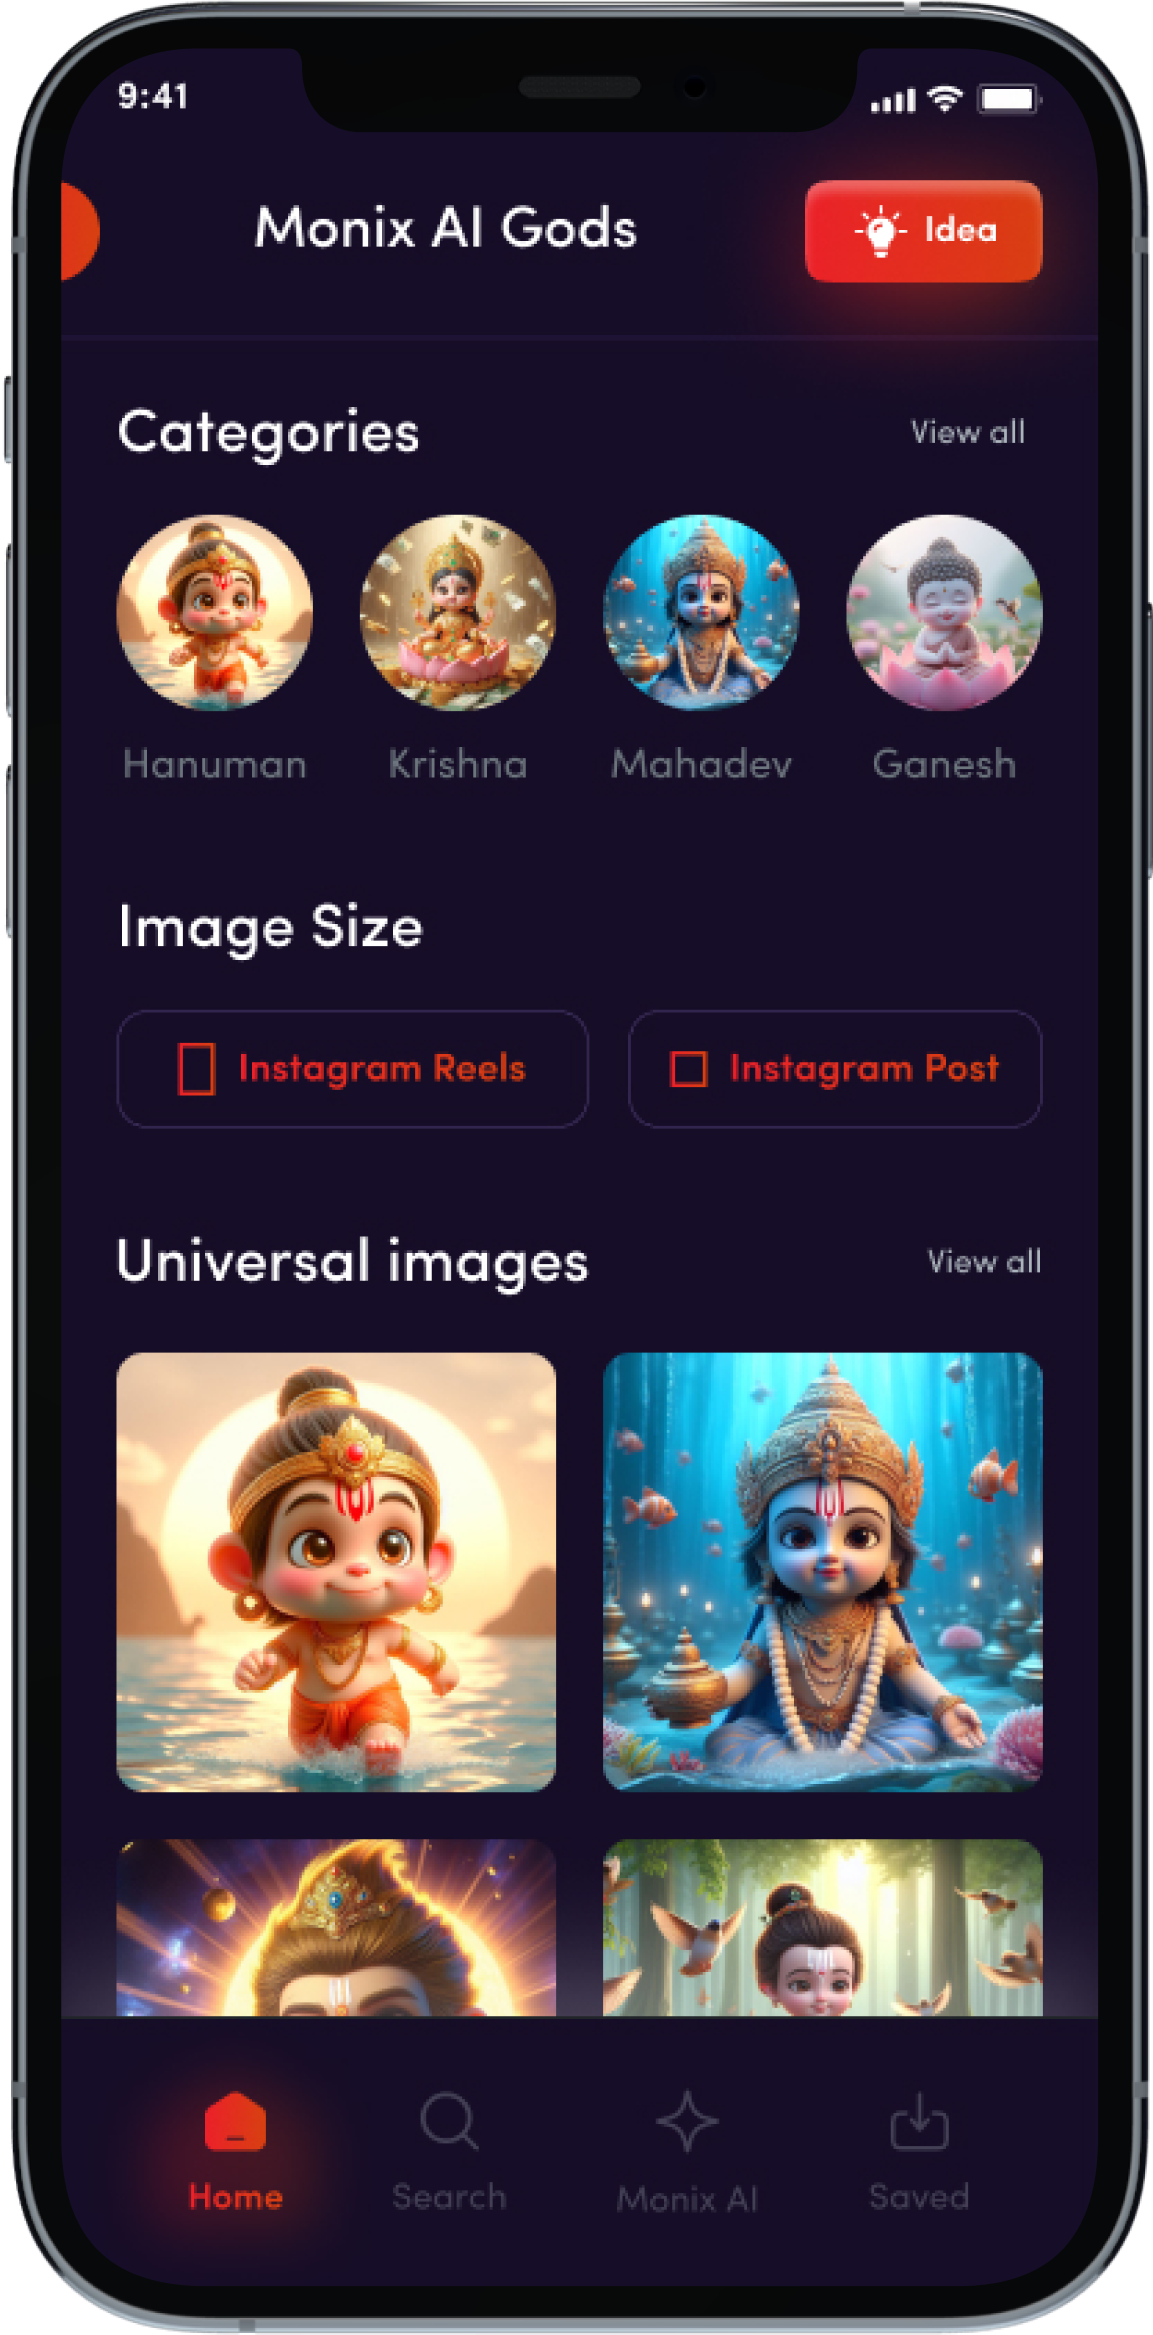 9:41
Monix AI Gods
Idea
Categories
View all
Hanuman
Krishna
Mahadev
Ganesh
Image Size
Instagram Reels
Instagram Post
Universal images
View all
Home
Search
Monix AI
Saved